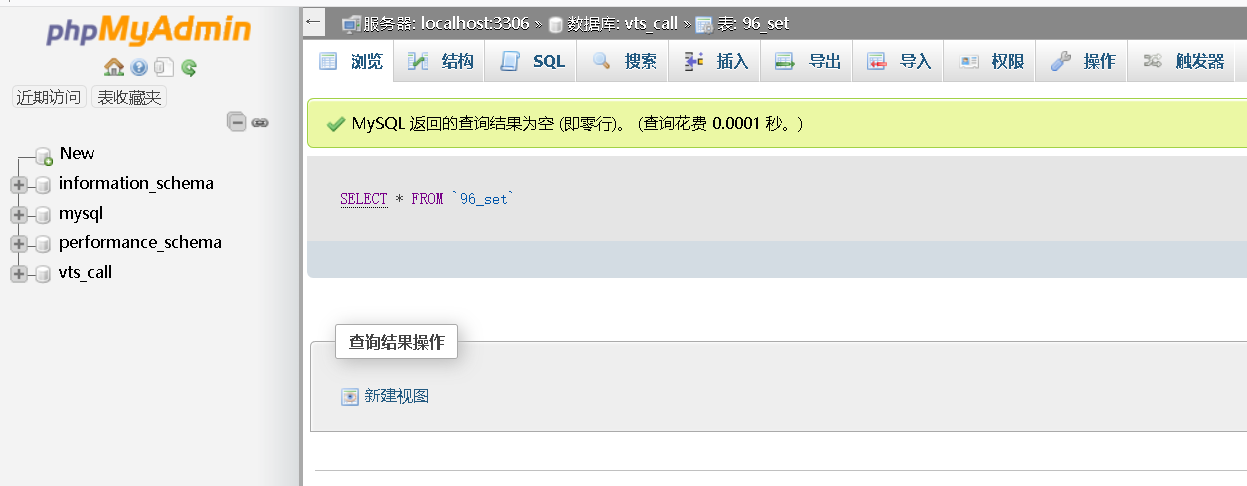 phpMyAdmin
近期访问 表收藏夹
New
information_schema
mysql
performance_schema
vts_call
← 服务器: localhost:3306 » 数据库: vts_call » 表: 96_set
浏览 结构 SQL 搜索 插入 导出 导入 权限 操作 触发器
MySQL 返回的查询结果为空 (即零行)。 (查询花费 0.0001 秒。)
SELECT * FROM `96_set`
查询结果操作
新建视图